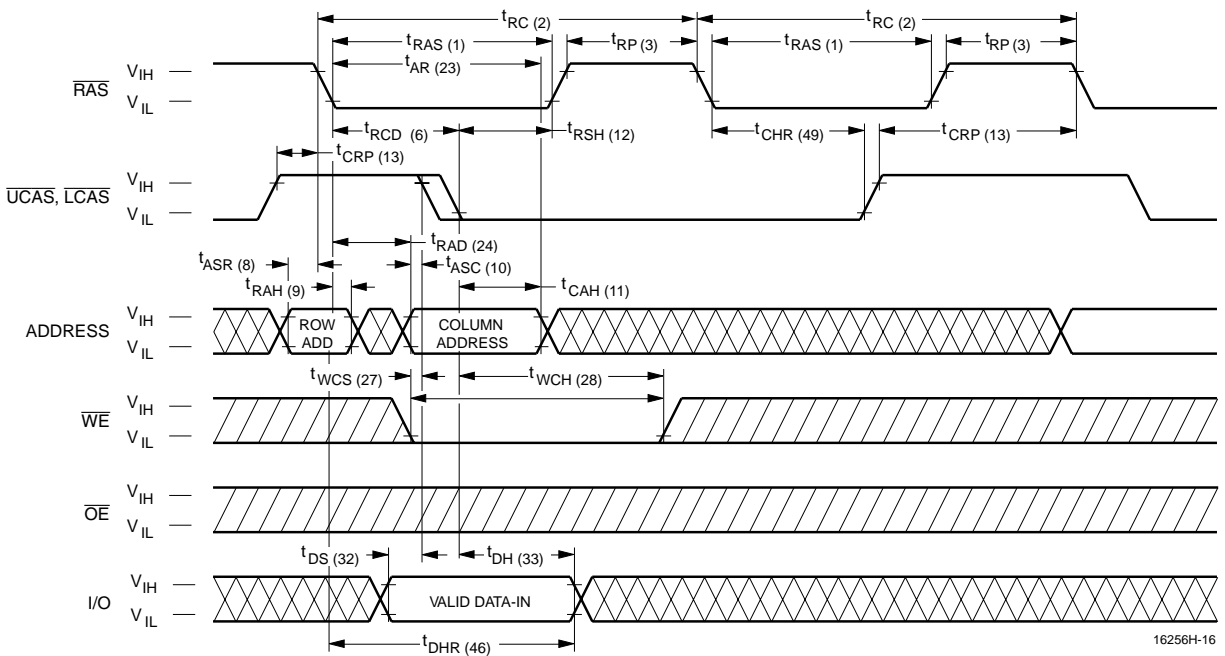 tRC (2) tRC (2)
tRAS (1) tRP (3) tRAS (1) tRP (3)
tAR (23)
RAS VIH
VIL
tRCD (6) tRSH (12) tCHR (49) tCRP (13)
tCRP (13)
UCAS, LCAS VIH
VIL
tRAD (24)
tASR (8) tASC (10)
tRAH (9) tCAH (11)
ADDRESS VIH
VIL
ROW ADD
COLUMN ADDRESS
tWCS (27) tWCH (28)
WE VIH
VIL
OE VIH
VIL
tDS (32) tDH (33)
I/O VIH
VIL
VALID DATA-IN
tDHR (46)
16256H-16